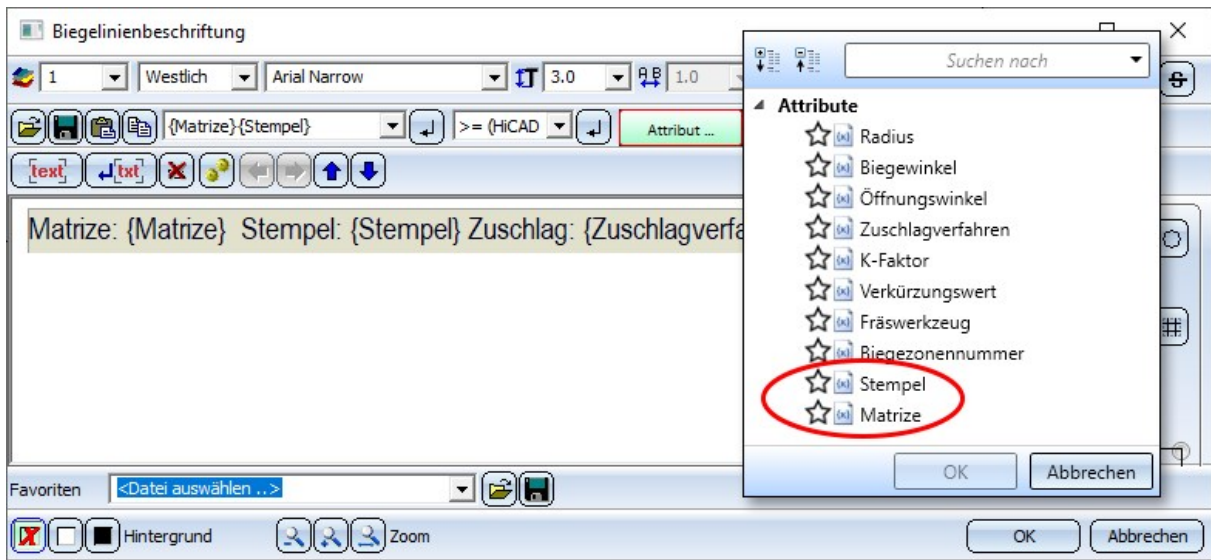 Biegelinienbeschriftung
1 Westlich Arial Narrow 3.0 A B 1.0
{Matrize}{Stempel} >= (HiCAD Attribut ...
[text] txt
Matrize: {Matrize} Stempel: {Stempel} Zuschlag:
Suchen nach
Attribute
Radius
Biegewinkel
Öffnungswinkel
Zuschlagverfahren
K-Faktor
Verkürzungswert
Fräswerkzeug
Biegezonennummer
Stempel
Matrize
OK Abbrechen
Favoriten <Datei auswählen ..>
Hintergrund Zoom OK Abbrechen